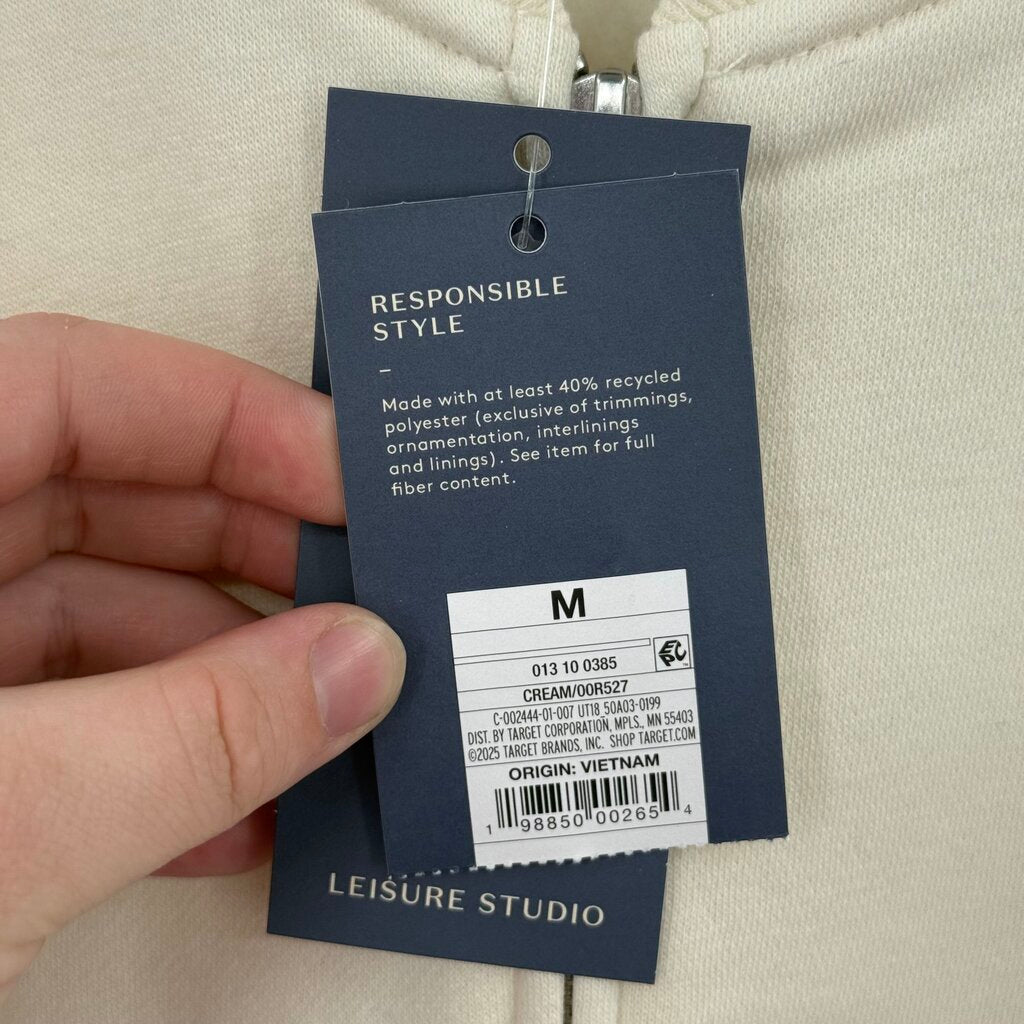 RESPONSIBLE
STYLE
–
Made with at least 40% recycled
polyester (exclusive of trimmings,
ornamentation, interlinings
and linings). See item for full
fiber content.
M
EPC™
013 10 0385
CREAM/00R527
C-002444-01-007 UT18 50A03-0199
DIST. BY TARGET CORPORATION, MPLS., MN 55403
©2025 TARGET BRANDS, INC. SHOP TARGET.COM
ORIGIN: VIETNAM
1 98850 00265 4
LEISURE STUDIO